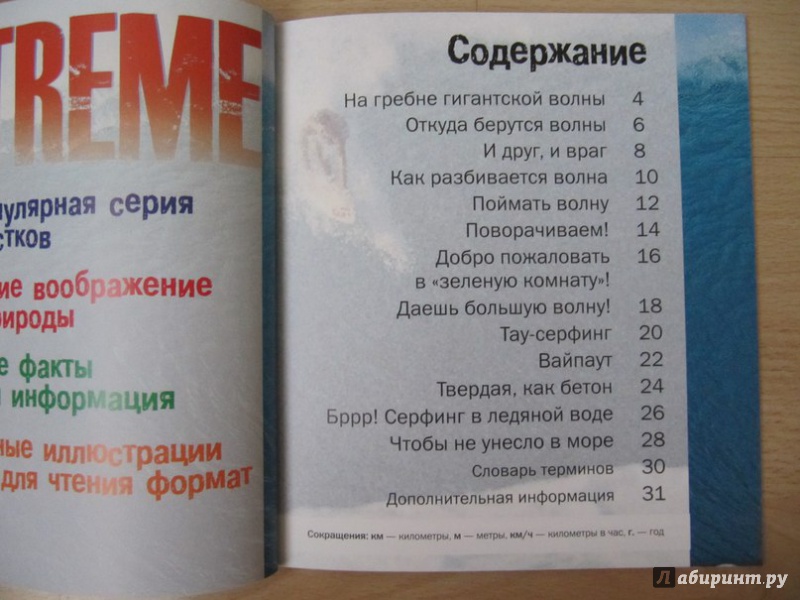 TREME
пулярная серия
стков
ие воображение
рироды
е факты
и информация
ные иллюстрации
для чтения формат
Содержание
На гребне гигантской волны 4
Откуда берутся волны 6
И друг, и враг 8
Как разбивается волна 10
Поймать волну 12
Поворачиваем! 14
Добро пожаловать 16
в «зеленую комнату»!
Даешь большую волну! 18
Тау-серфинг 20
Вайпаут 22
Твердая, как бетон 24
Бррр! Серфинг в ледяной воде 26
Чтобы не унесло в море 28
Словарь терминов 30
Дополнительная информация 31
Сокращения: км — километры, м — метры, км/ч — километры в час, г. — год
Лабиринт.ру